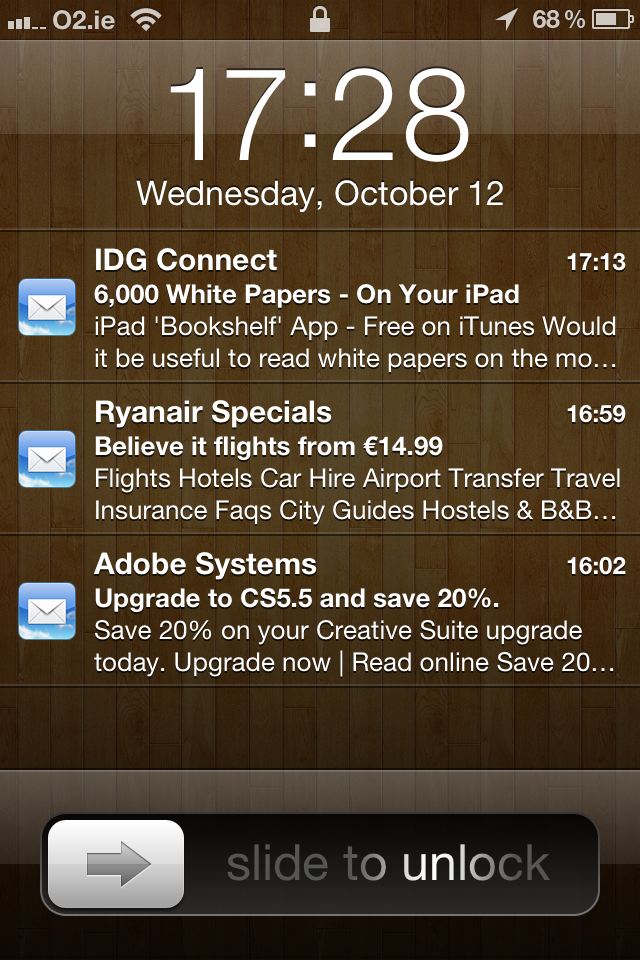 O2.ie 68 %
17:28
Wednesday, October 12
IDG Connect 17:13
6,000 White Papers - On Your iPad
iPad 'Bookshelf' App - Free on iTunes Would
it be useful to read white papers on the mo…
Ryanair Specials 16:59
Believe it flights from €14.99
Flights Hotels Car Hire Airport Transfer Travel
Insurance Faqs City Guides Hostels & B&B…
Adobe Systems 16:02
Upgrade to CS5.5 and save 20%.
Save 20% on your Creative Suite upgrade
today. Upgrade now | Read online Save 20…
slide to unlock